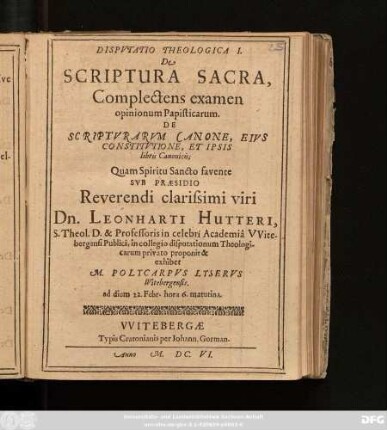 DISPVTATIO THEOLOGICA I.
De
SCRIPTURA SACRA,
Complectens examen
opinionum Papisticarum.
DE
SCRIPTVRARVM CANONE, EIVS
CONSTITVTIONE, ET IPSIS
libris Canonicis;
Quam Spiritu Sancto favente
SVB PRÆSIDIO
Reverendi clarissimi viri
DN. LEONHARTI HUTTERI,
S. Theol. D. & Professoris in celebri Academiâ VVite-
bergensi Publici, in collegio disputationum Theologi-
carum privato proponit &
exhibet
M. POLYCARPVS LYSERVS
Witebergensis.
ad diem 22. Febr. hora 6. matutina.
VVITEBERGÆ
Typis Cratonianis per Johann. Gorman.
Anno M. DC. VI.